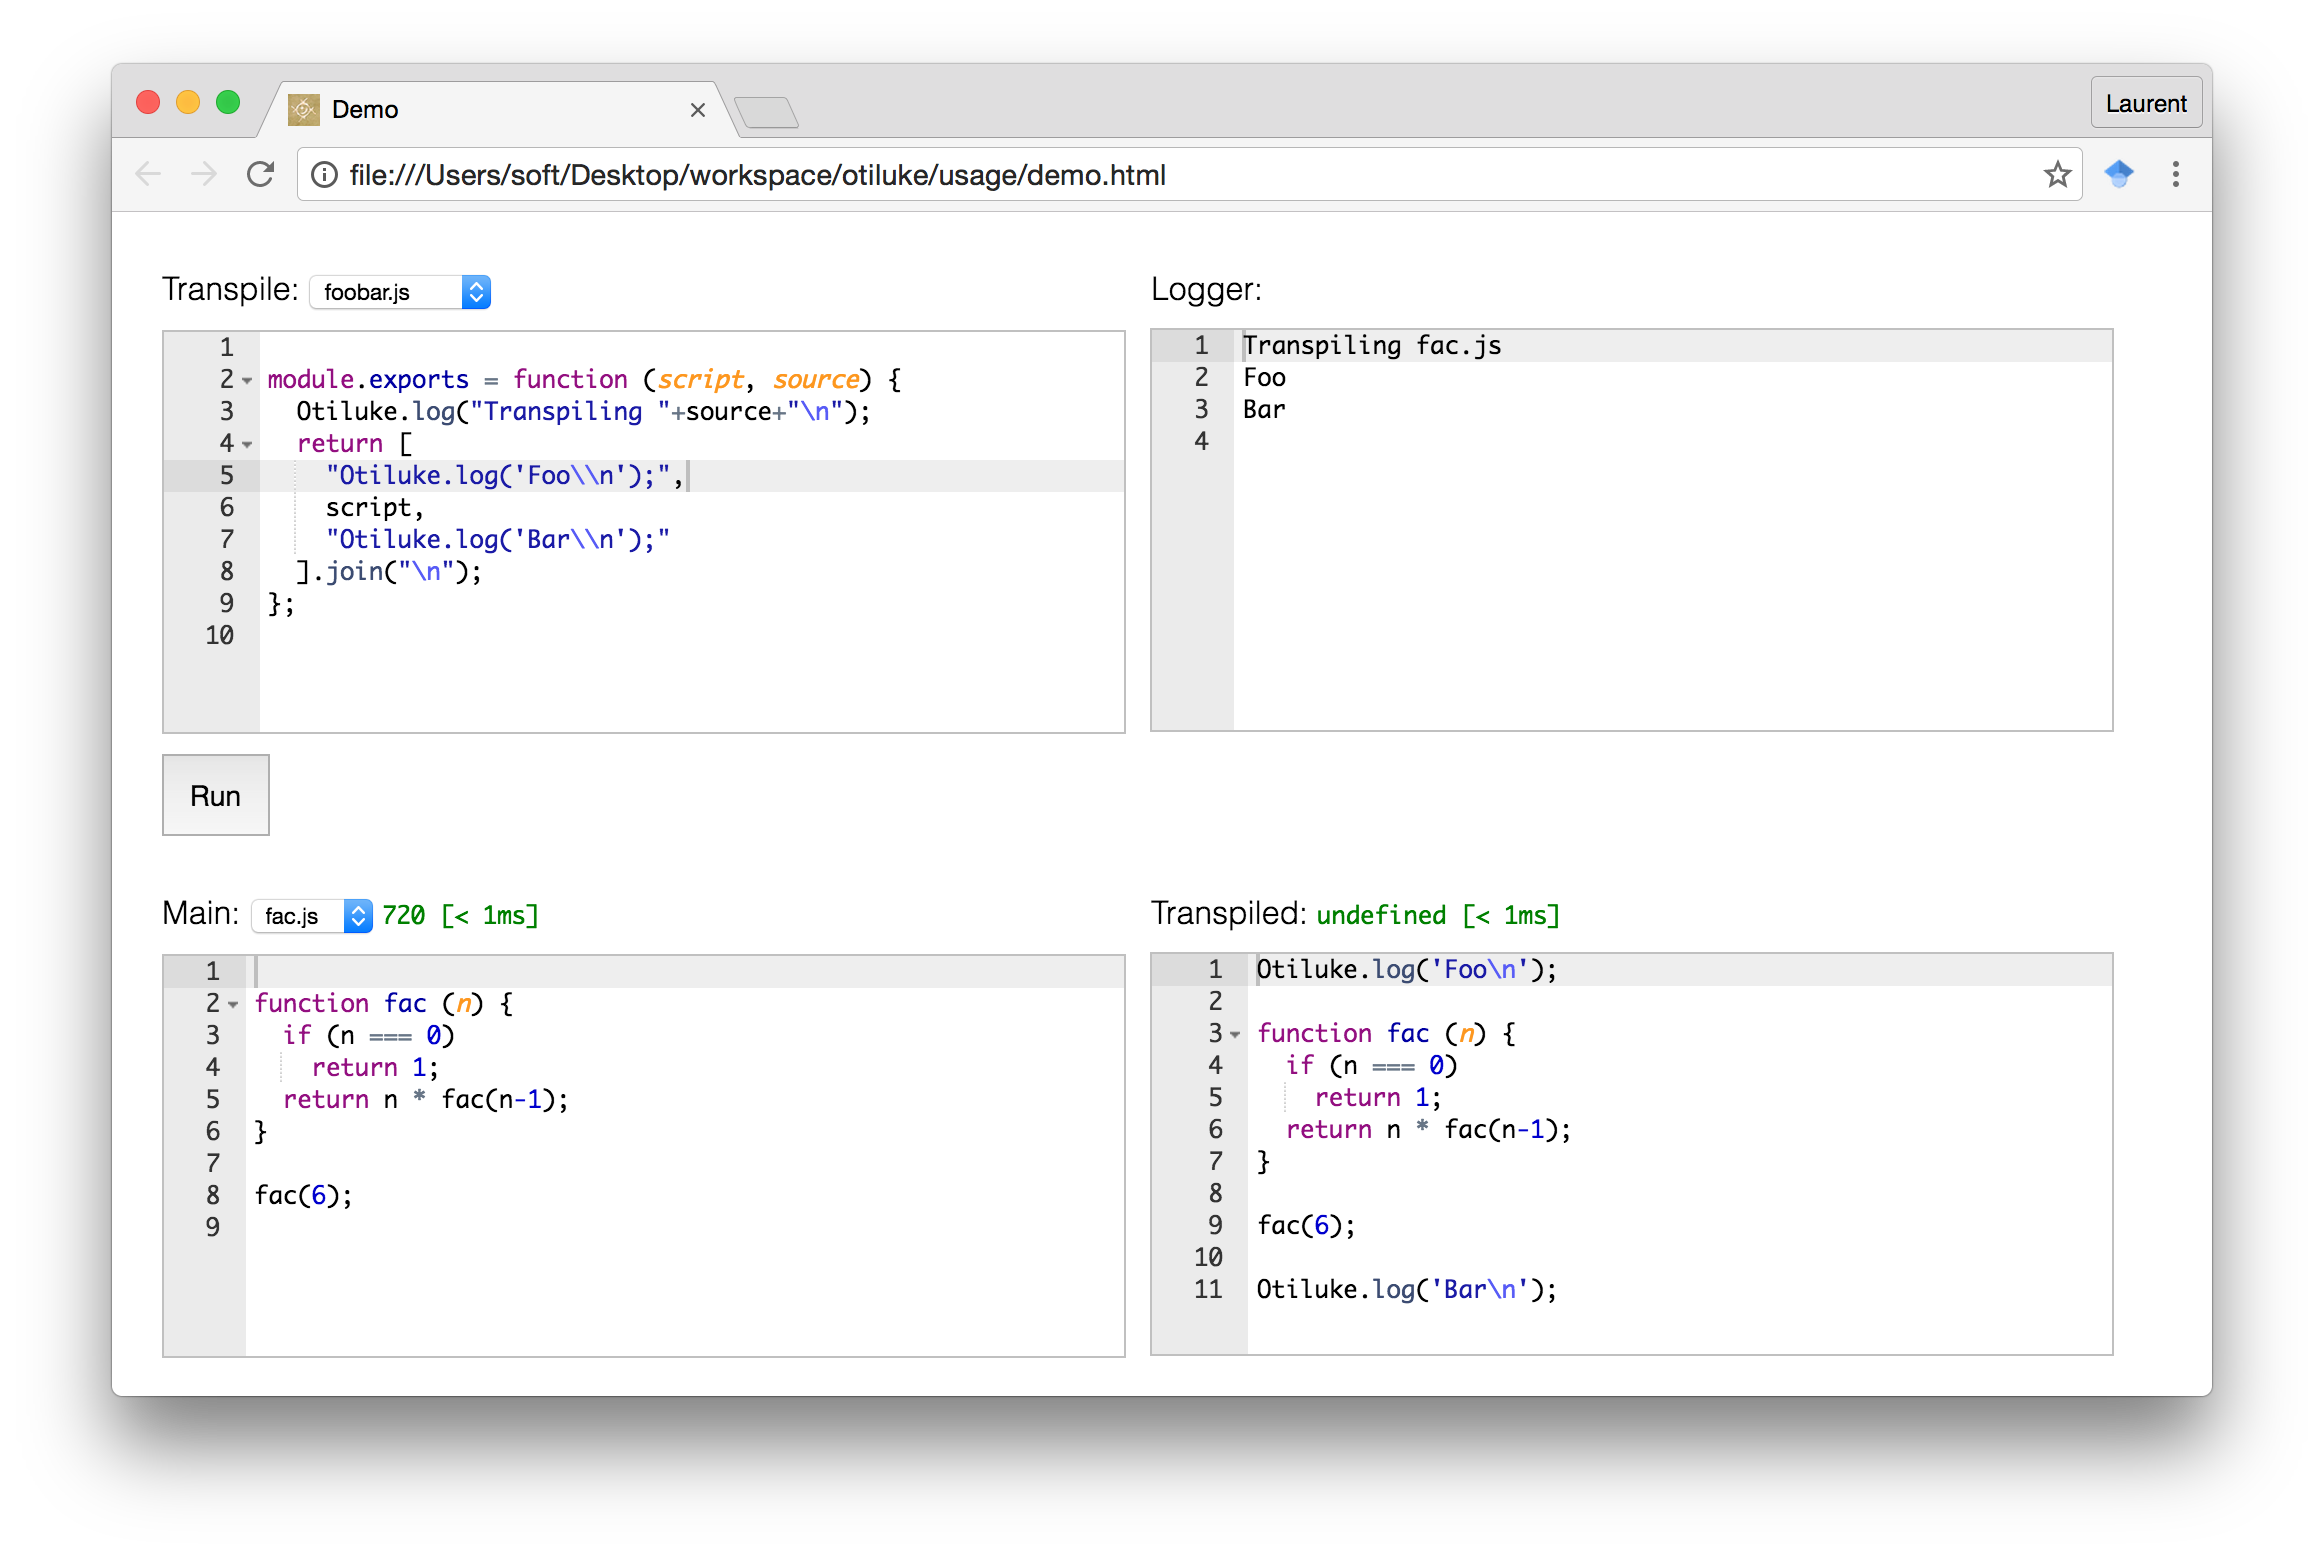 Demo
Laurent
file:///Users/soft/Desktop/workspace/otiluke/usage/demo.html
Transpile: foobar.js
1
2 module.exports = function (script, source) {
3   Otiluke.log("Transpiling "+source+"\n");
4   return [
5     "Otiluke.log('Foo\\n');",
6     script,
7     "Otiluke.log('Bar\\n');"
8   ].join("\n");
9 };
10
Logger:
1 Transpiling fac.js
2 Foo
3 Bar
4
Run
Main: fac.js 720 [< 1ms]
1
2 function fac (n) {
3   if (n === 0)
4     return 1;
5   return n * fac(n-1);
6 }
7
8 fac(6);
9
Transpiled: undefined [< 1ms]
1 Otiluke.log('Foo\n');
2
3 function fac (n) {
4   if (n === 0)
5     return 1;
6   return n * fac(n-1);
7 }
8
9 fac(6);
10
11 Otiluke.log('Bar\n');